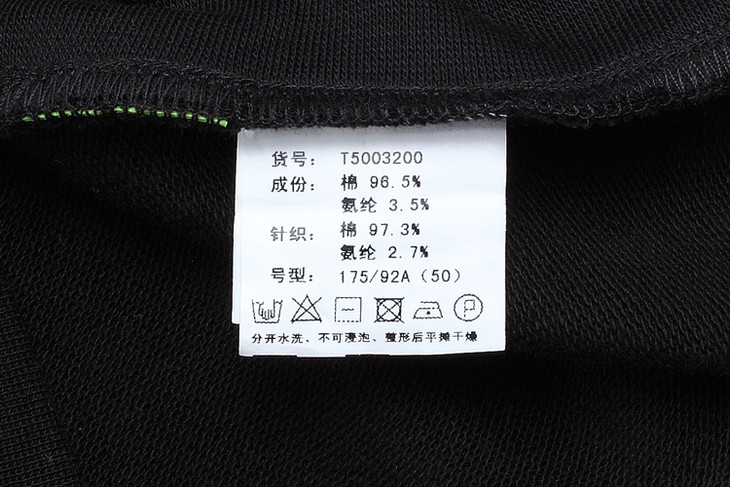 货号： T5003200
成份： 棉 96.5%
氨纶 3.5%
针织： 棉 97.3%
氨纶 2.7%
号型： 175/92A（50）
P
分开水洗、不可浸泡、整形后平摊干燥